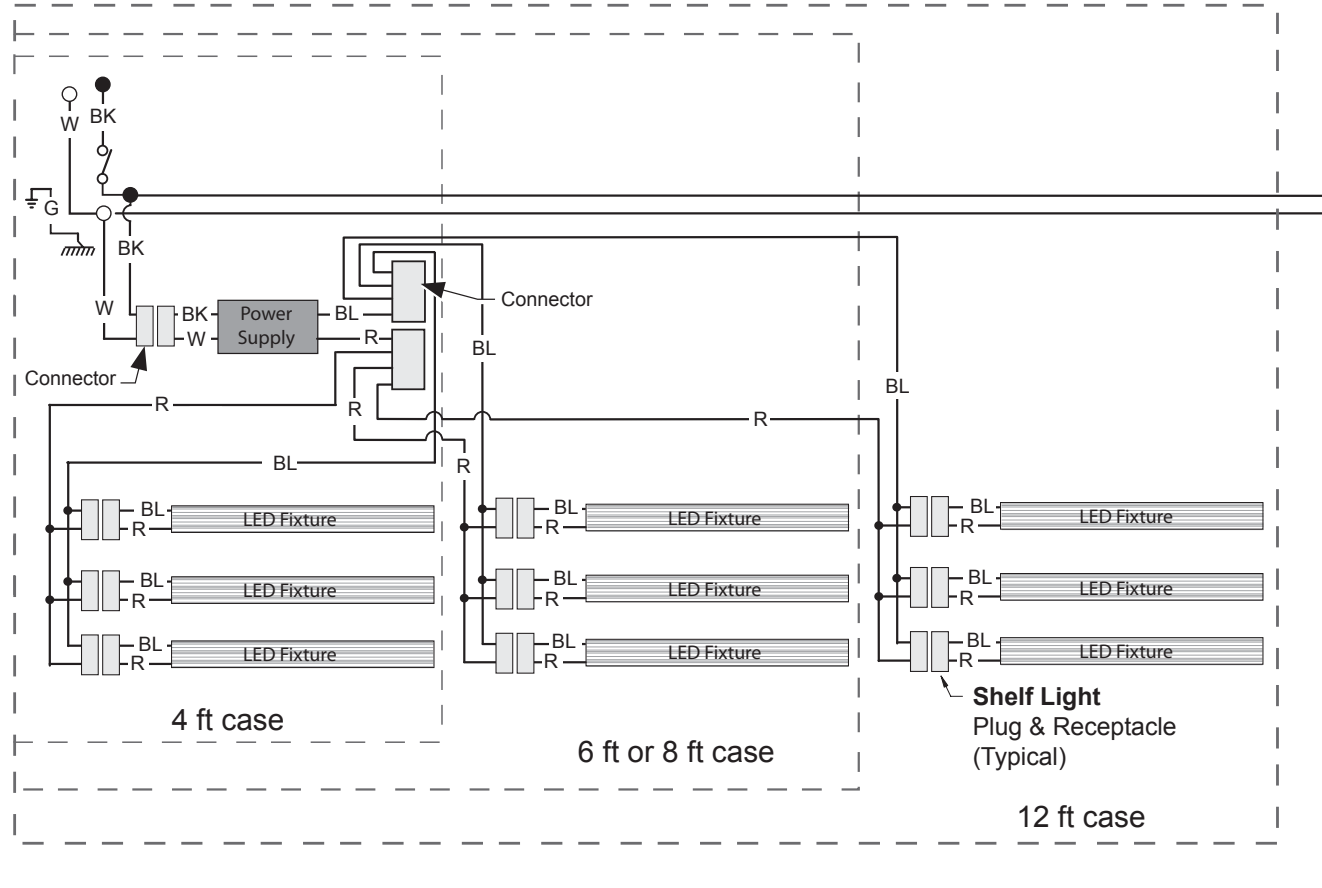 W
BK
G
BK
W
BK
Power
Supply
W
BL
R
Connector
Connector
BL
BL
R
R
R
BL
R
BL
R
LED Fixture
BL
R
LED Fixture
BL
R
LED Fixture
BL
R
LED Fixture
BL
R
LED Fixture
BL
R
LED Fixture
BL
R
LED Fixture
BL
R
LED Fixture
BL
R
LED Fixture
Shelf Light
Plug & Receptacle
(Typical)
4 ft case
6 ft or 8 ft case
12 ft case